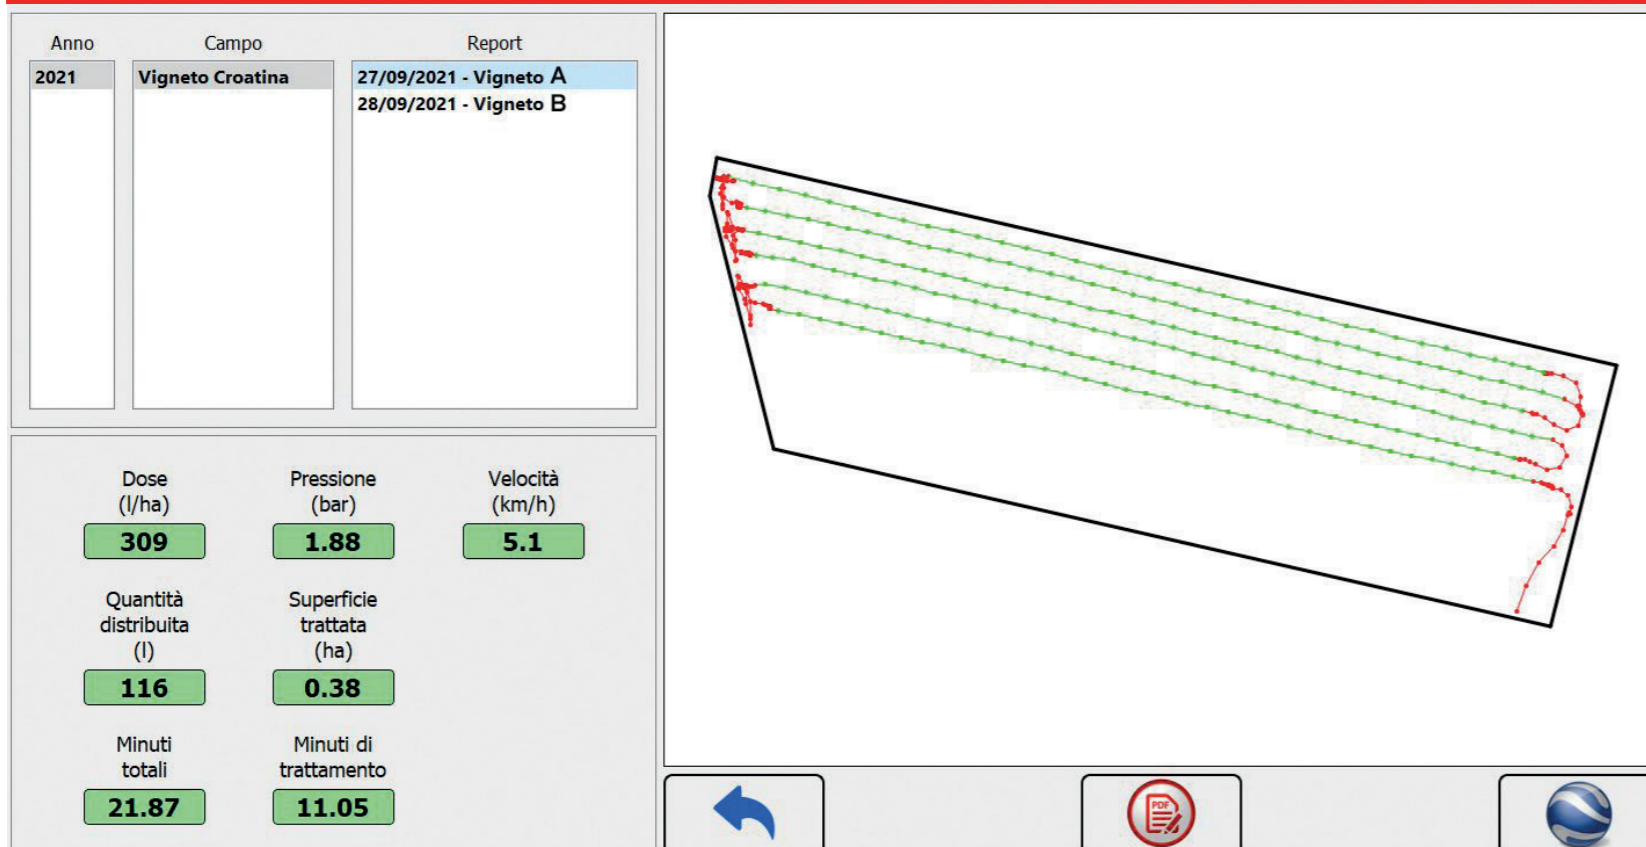 Anno
Campo
Report
2021
Vigneto Croatina
27/09/2021 - Vigneto A
28/09/2021 - Vigneto B
Dose
(l/ha)
309
Pressione
(bar)
1.88
Velocità
(km/h)
5.1
Quantità
distribuita
(l)
116
Superficie
trattata
(ha)
0.38
Minuti
totali
21.87
Minuti di
trattamento
11.05
PDF